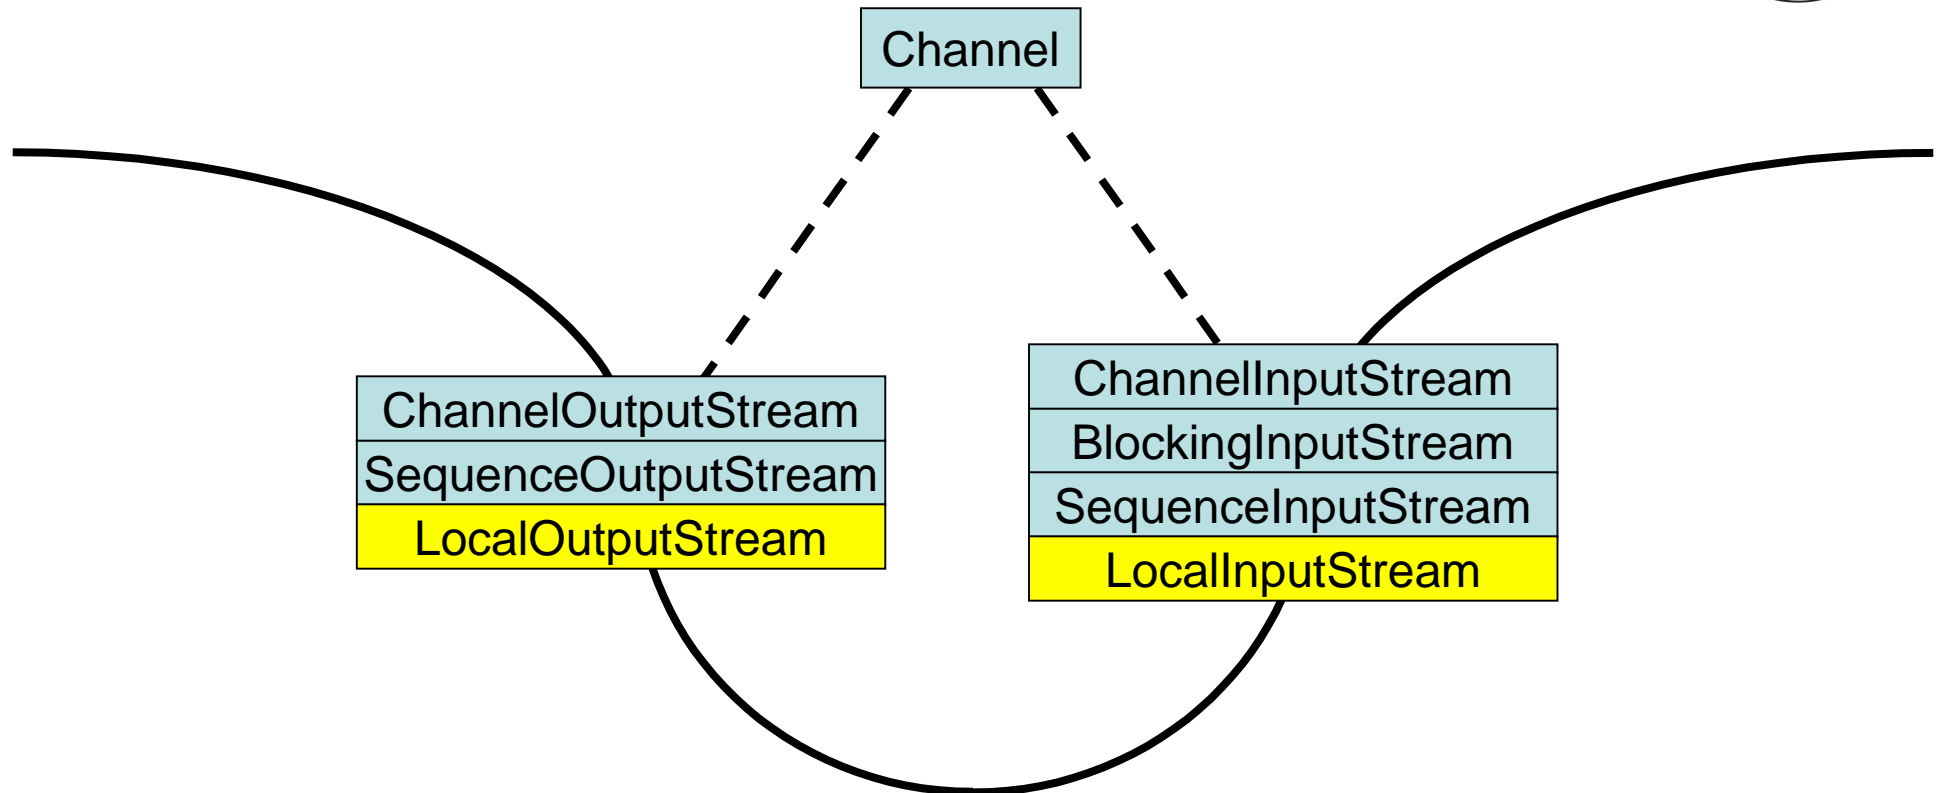 Channel
ChannelOutputStream
SequenceOutputStream
LocalOutputStream
ChannelInputStream
BlockingInputStream
SequenceInputStream
LocalInputStream